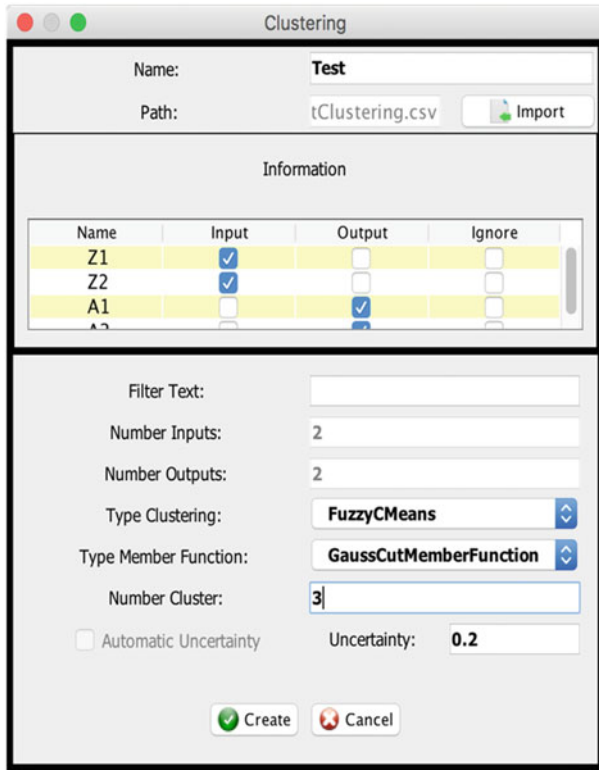 Clustering
Name: Test
Path: tClustering.csv Import
Information
Name Input Output Ignore
Z1
Z2
A1
Filter Text:
Number Inputs: 2
Number Outputs: 2
Type Clustering: FuzzyCMeans
Type Member Function: GaussCutMemberFunction
Number Cluster: 3
Automatic Uncertainty Uncertainty: 0.2
Create Cancel